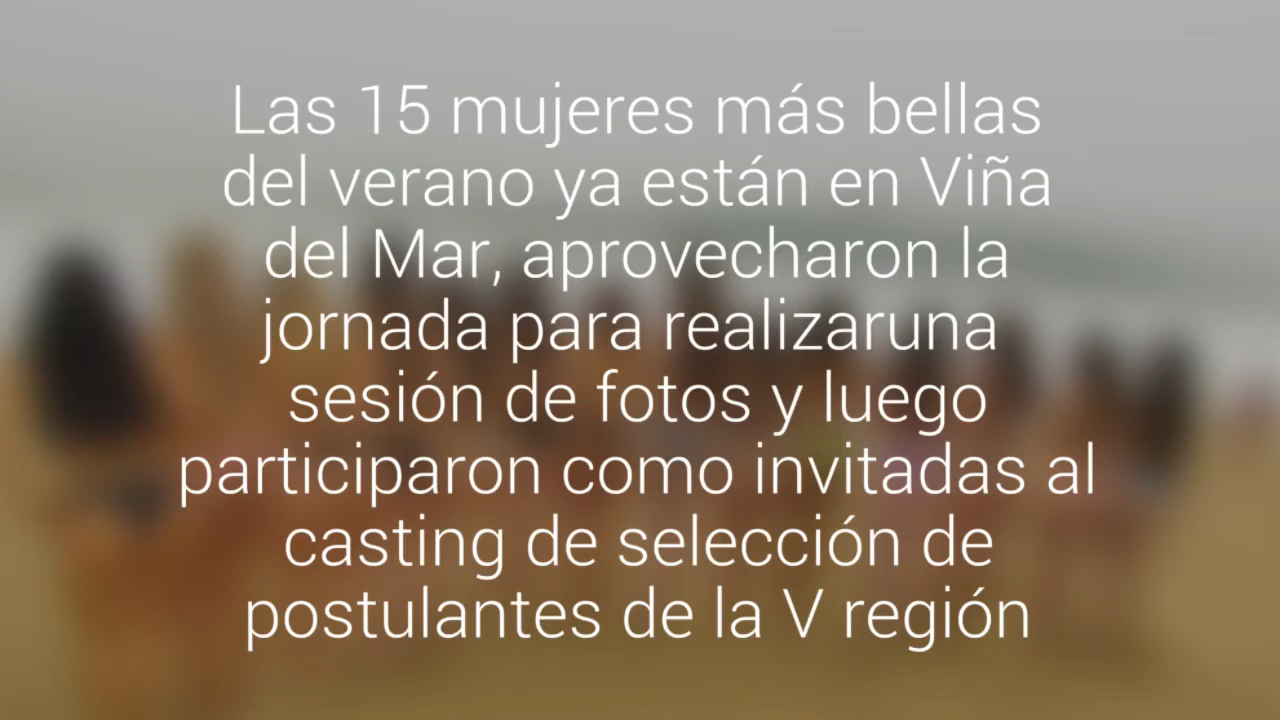 Las 15 mujeres más bellas
del verano ya están en Viña
del Mar, aprovecharon la
jornada para realizaruna
sesión de fotos y luego
participaron como invitadas al
casting de selección de
postulantes de la V región